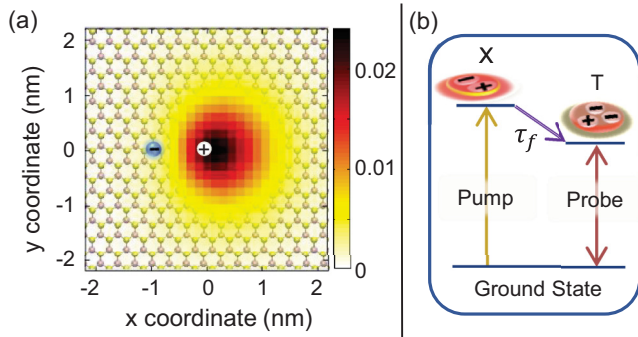 (a)
y coordinate (nm)
2
1
0
-1
-2
-2
-1
0
1
2
x coordinate (nm)
−
+
0.02
0.01
0
(b)
X
T
−
+
−
+
−
τf
Pump
Probe
Ground State